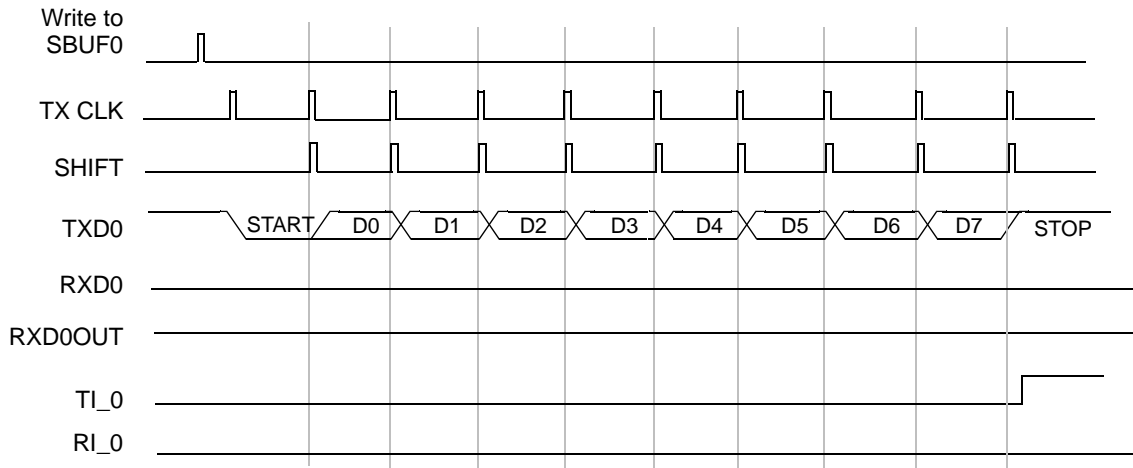 Write to
SBUF0
TX CLK
SHIFT
TXD0
START D0 D1 D2 D3 D4 D5 D6 D7 STOP
RXD0
RXD0OUT
TI_0
RI_0